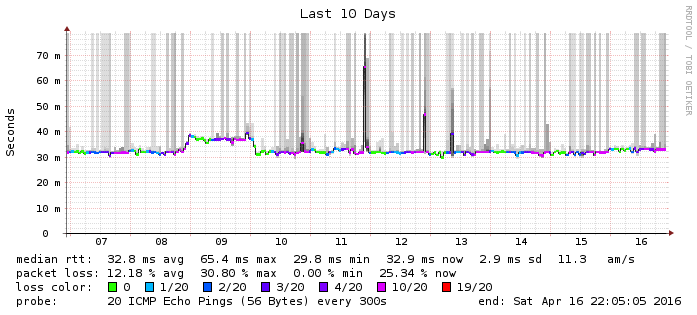 Last 10 Days
RRDTOOL / TOBI OETIKER
Seconds
70 m
60 m
50 m
40 m
30 m
20 m
10 m
0
07 08 09 10 11 12 13 14 15 16
median rtt: 32.8 ms avg 65.4 ms max 29.8 ms min 32.9 ms now 2.9 ms sd 11.3 am/s
packet loss: 12.18 % avg 30.80 % max 0.00 % min 25.34 % now
loss color: 0 1/20 2/20 3/20 4/20 10/20 19/20
probe: 20 ICMP Echo Pings (56 Bytes) every 300s end: Sat Apr 16 22:05:05 2016